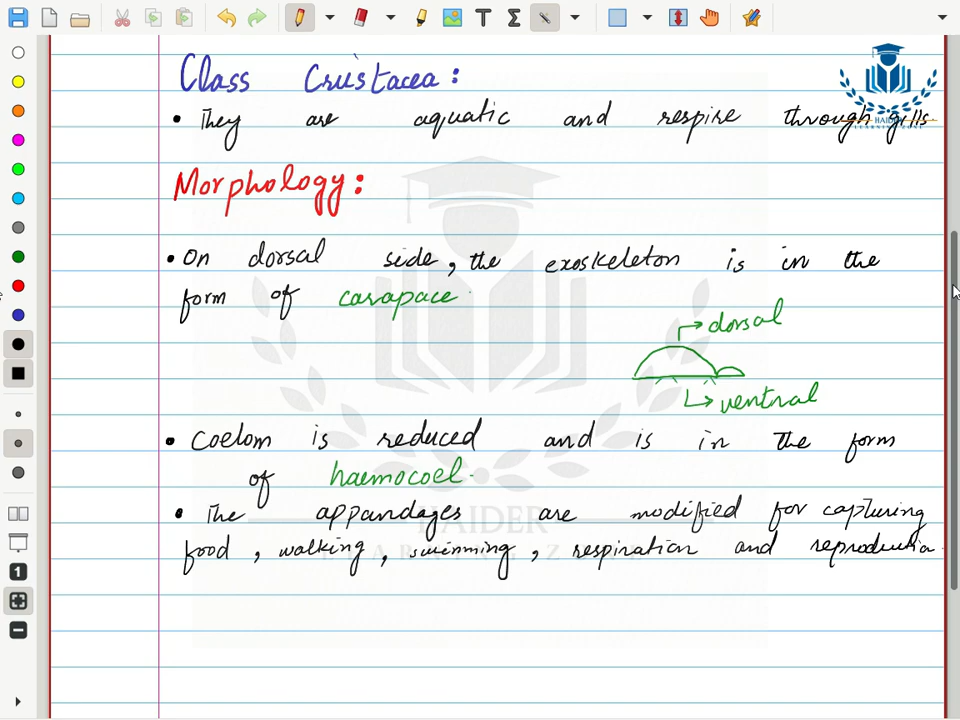 Class Crustacea:
• They are aquatic and respire through gills
Morphology:
• On dorsal side, the exoskeleton is in the
form of carapace.
→ dorsal
→ ventral
• Coelom is reduced and is in the form
of haemocoel.
• The appandages are modified for capturing
food, walking, swimming, respiration and reproduction.
HAIDER